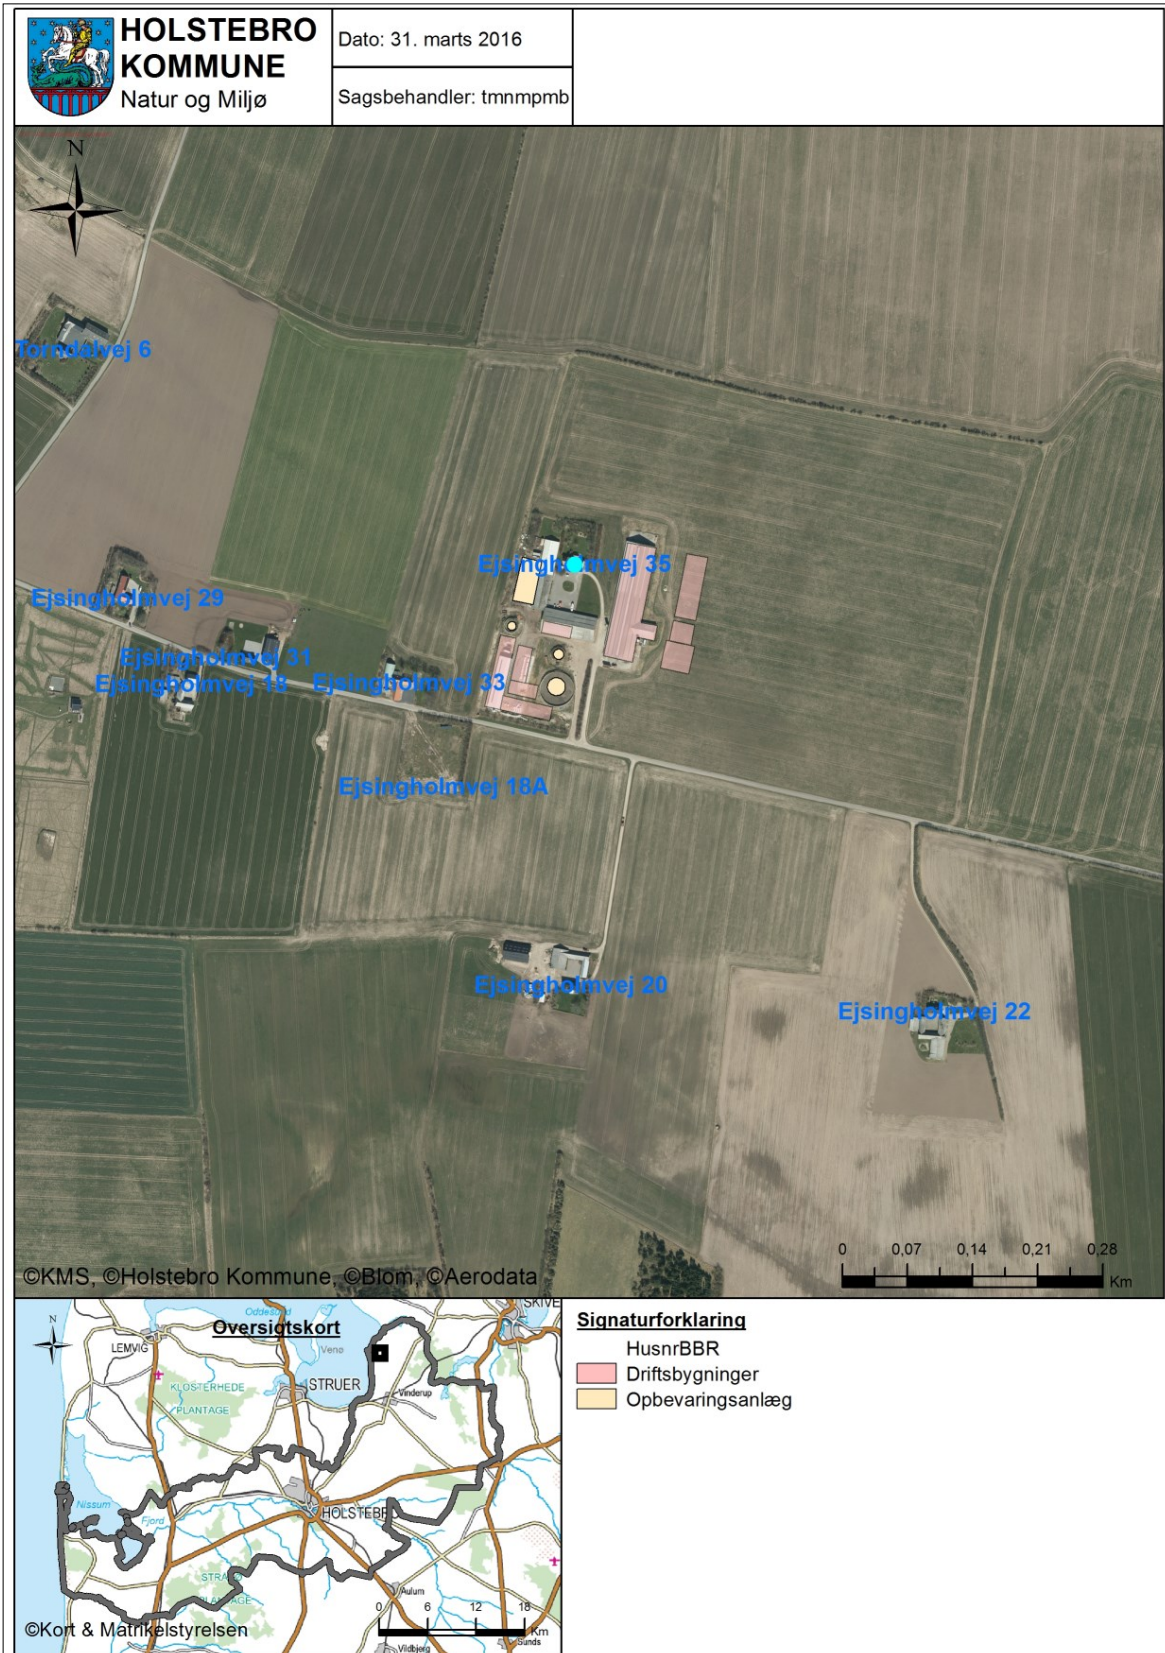 HOLSTEBRO
KOMMUNE
Natur og Miljø
Dato: 31. marts 2016
Sagsbehandler: tmnmpmb
N
Torndalvej 6
Ejsingholmvej 35
Ejsingholmvej 29
Ejsingholmvej 31
Ejsingholmvej 18
Ejsingholmvej 33
Ejsingholmvej 18A
Ejsingholmvej 20
Ejsingholmvej 22
0 0,07 0,14 0,21 0,28
Km
©KMS, ©Holstebro Kommune, ©Blom, ©Aerodata
Oversigtskort
N
Oddesund
SKIVE
LEMVIG
Venø
KLOSTERHEDE
PLANTAGE
STRUER
Vinderup
Nissum
Fjord
HOLSTEBRO
Aulum
0 6 12 18
Km
Sunds
Vildbjerg
©Kort & Matrikelstyrelsen
Signaturforklaring
HusnrBBR
Driftsbygninger
Opbevaringsanlæg